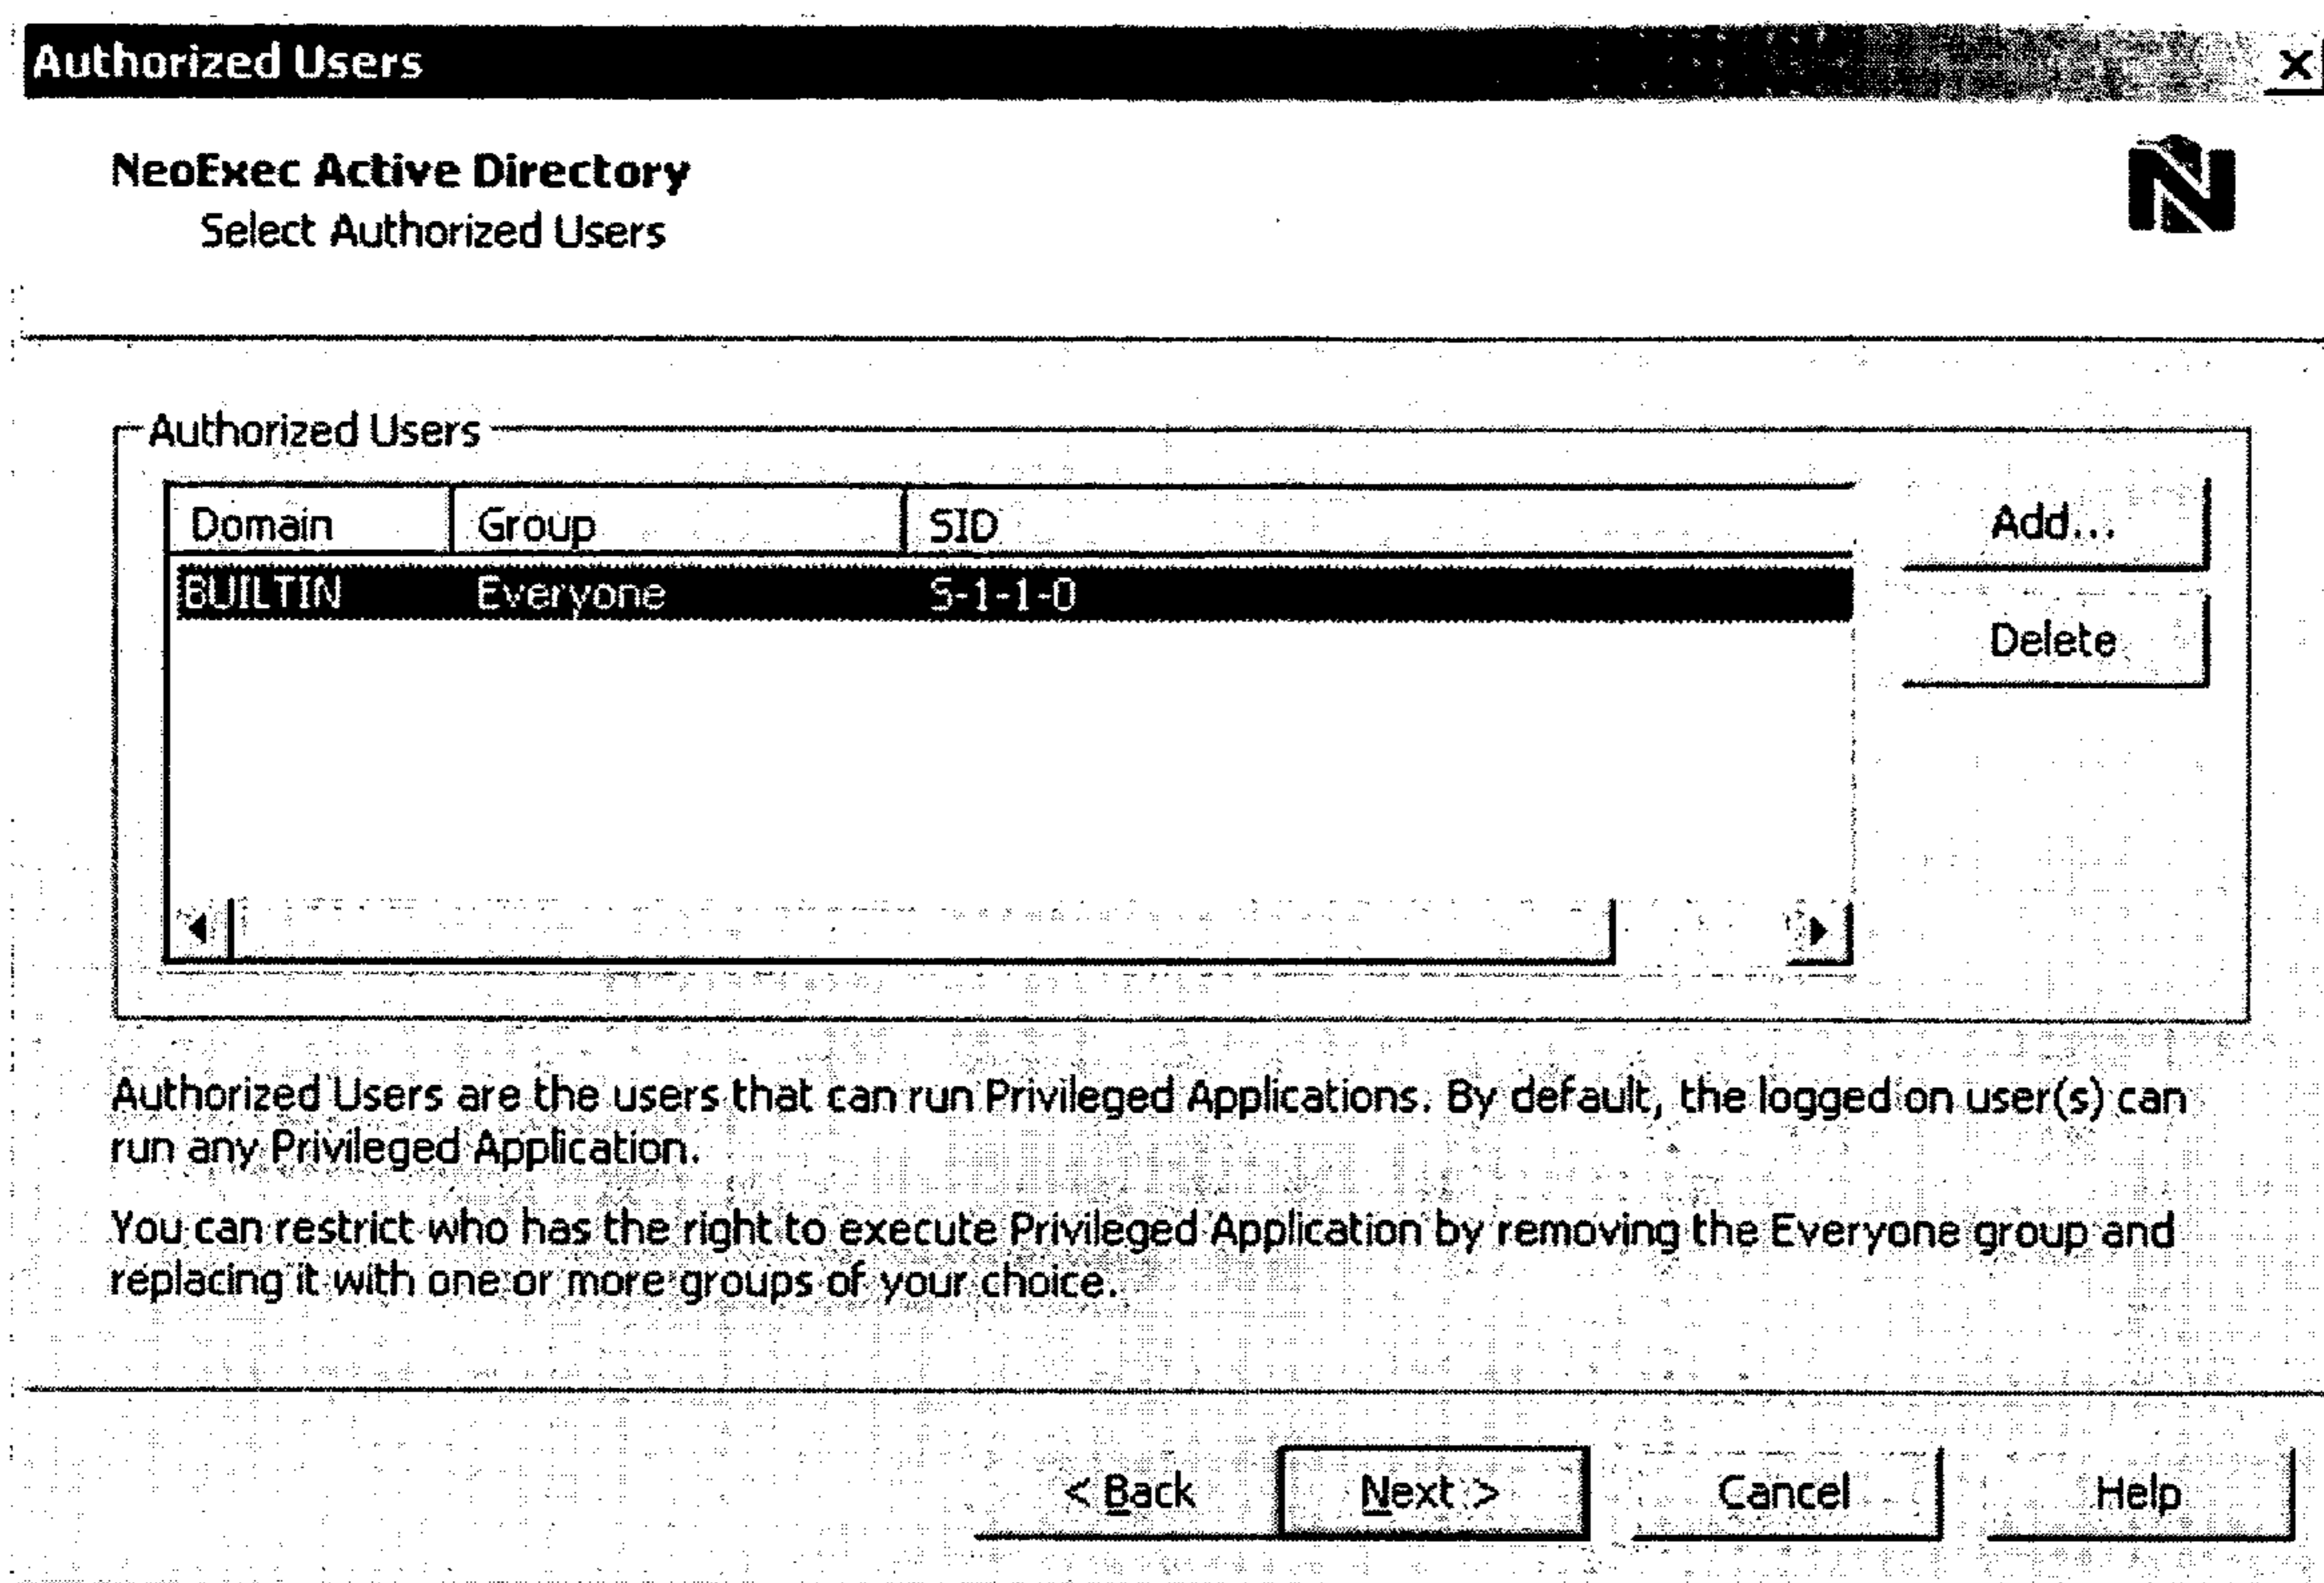 Authorized Users
NeoExec Active Directory
Select Authorized Users
Authorized Users
Domain Group SID
BUILTIN Everyone S-1-1-0
Add...
Delete
Authorized Users are the users that can run Privileged Applications. By default, the logged on user(s) can
run any Privileged Application.
You can restrict who has the right to execute Privileged Application by removing the Everyone group and
replacing it with one or more groups of your choice.
< Back Next > Cancel Help